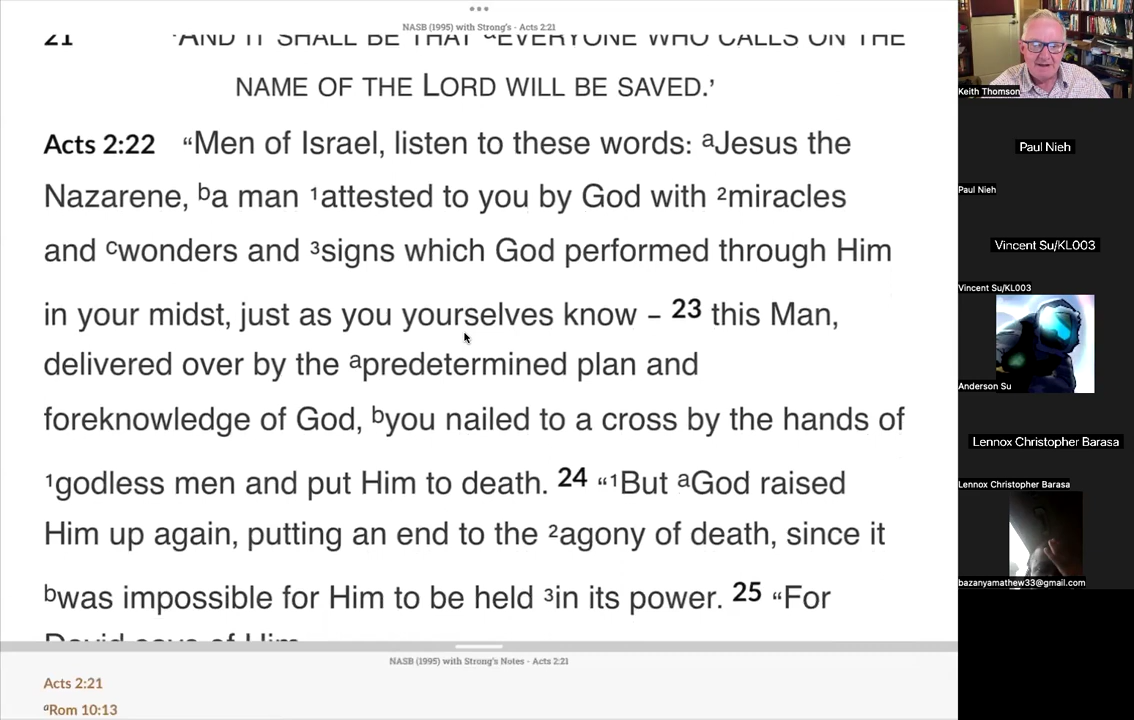 NASB (1995) with Strong's - Acts 2:21
21 'AND IT SHALL BE THAT aEVERYONE WHO CALLS ON THE
NAME OF THE LORD WILL BE SAVED.'
Acts 2:22 “Men of Israel, listen to these words: aJesus the
Nazarene, ba man 1attested to you by God with 2miracles
and cwonders and 3signs which God performed through Him
in your midst, just as you yourselves know – 23 this Man,
delivered over by the apredetermined plan and
foreknowledge of God, byou nailed to a cross by the hands of
1godless men and put Him to death. 24 “1But aGod raised
Him up again, putting an end to the 2agony of death, since it
bwas impossible for Him to be held 3in its power. 25 “For
David says of Him,
NASB (1995) with Strong's Notes - Acts 2:21
Acts 2:21
aRom 10:13
Keith Thomson
Paul Nieh
Paul Nieh
Vincent Su/KL003
Vincent Su/KL003
Anderson Su
Lennox Christopher Barasa
Lennox Christopher Barasa
bazanyamathew33@gmail.com